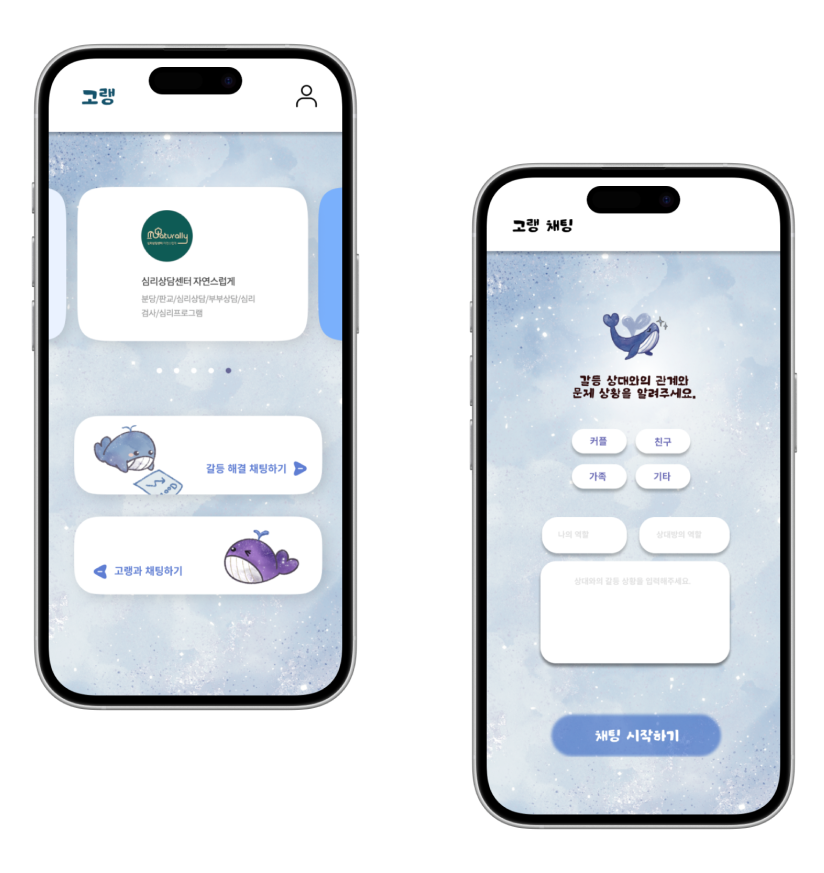 고랭
Naturally
심리상담센터 자연스럽게
분당/판교/심리상담/부부상담/심리
검사/심리프로그램
갈등 해결 채팅하기
고랭과 채팅하기
고랭 채팅
갈등 상대와의 관계와
문제 상황을 알려주세요.
커플 친구
가족 기타
나의 역할 상대방의 역할
상대와의 갈등 상황을 입력해주세요.
채팅 시작하기